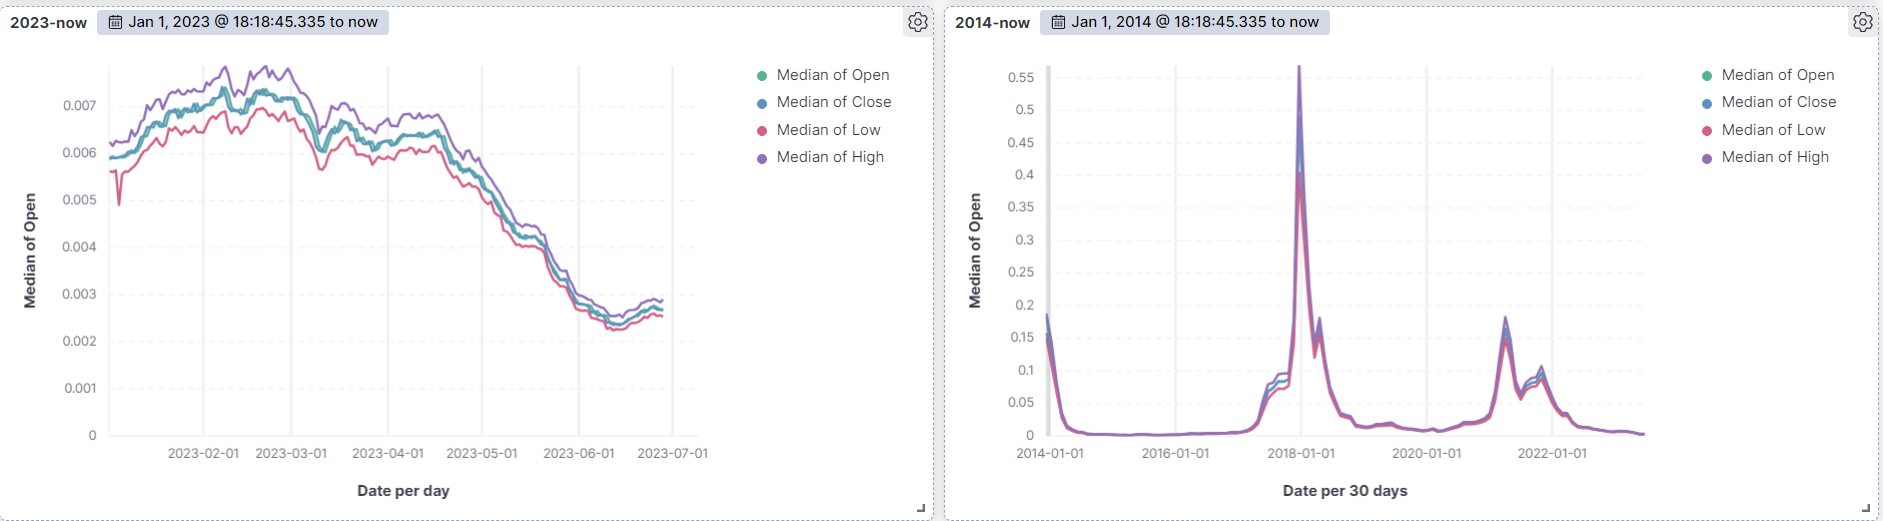 2023-now Jan 1, 2023 @ 18:18:45.335 to now
Median of Open
Median of Close
Median of Low
Median of High
0.007
0.006
0.005
0.004
0.003
0.002
0.001
0
Median of Open
2023-02-01 2023-03-01 2023-04-01 2023-05-01 2023-06-01 2023-07-01
Date per day
2014-now Jan 1, 2014 @ 18:18:45.335 to now
Median of Open
Median of Close
Median of Low
Median of High
0.55
0.5
0.45
0.4
0.35
0.3
0.25
0.2
0.15
0.1
0.05
0
Median of Open
2014-01-01 2016-01-01 2018-01-01 2020-01-01 2022-01-01
Date per 30 days